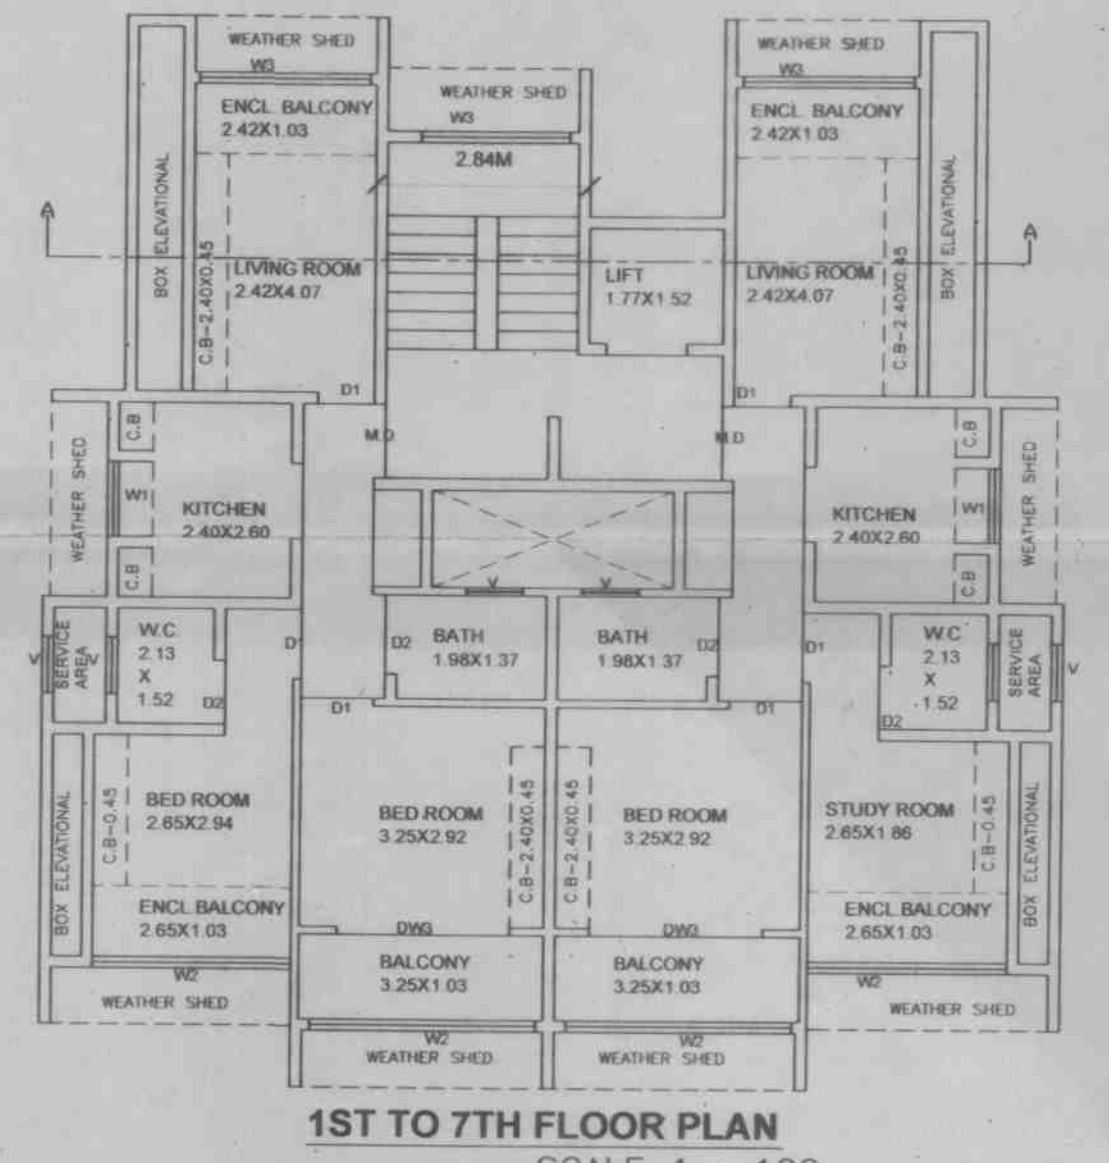 WEATHER SHED
W3
ENCL. BALCONY
2.42X1.03
WEATHER SHED
W3
2.84M
WEATHER SHED
W3
ENCL. BALCONY
2.42X1.03
A
BOX ELEVATIONAL
C.B-2.40X0.45
LIVING ROOM
2.42X4.07
LIFT
1.77X1.52
LIVING ROOM
2.42X4.07
C.B-2.40X0.45
BOX ELEVATIONAL
A
D1
D1
M.D
M.D
WEATHER SHED
C.B
W1
C.B
KITCHEN
2.40X2.60
KITCHEN
2.40X2.60
C.B
W1
C.B
WEATHER SHED
V
V
V
SERVICE
AREA
V
W.C.
2.13
X
1.52
D2
D1
D2
BATH
1.98X1.37
BATH
1.98X1.37
D2
D1
W.C
2.13
X
1.52
D2
SERVICE
AREA
V
D1
D1
BOX ELEVATIONAL
C.B-0.45
BED ROOM
2.65X2.94
BED ROOM
3.25X2.92
C.B-2.40X0.45
C.B-2.40X0.45
BED ROOM
3.25X2.92
STUDY ROOM
2.65X1.86
C.B-0.45
BOX ELEVATIONAL
ENCL.BALCONY
2.65X1.03
DW3
DW3
ENCL.BALCONY
2.65X1.03
BALCONY
3.25X1.03
BALCONY
3.25X1.03
W2
WEATHER SHED
W2
WEATHER SHED
W2
WEATHER SHED
W2
WEATHER SHED
1ST TO 7TH FLOOR PLAN